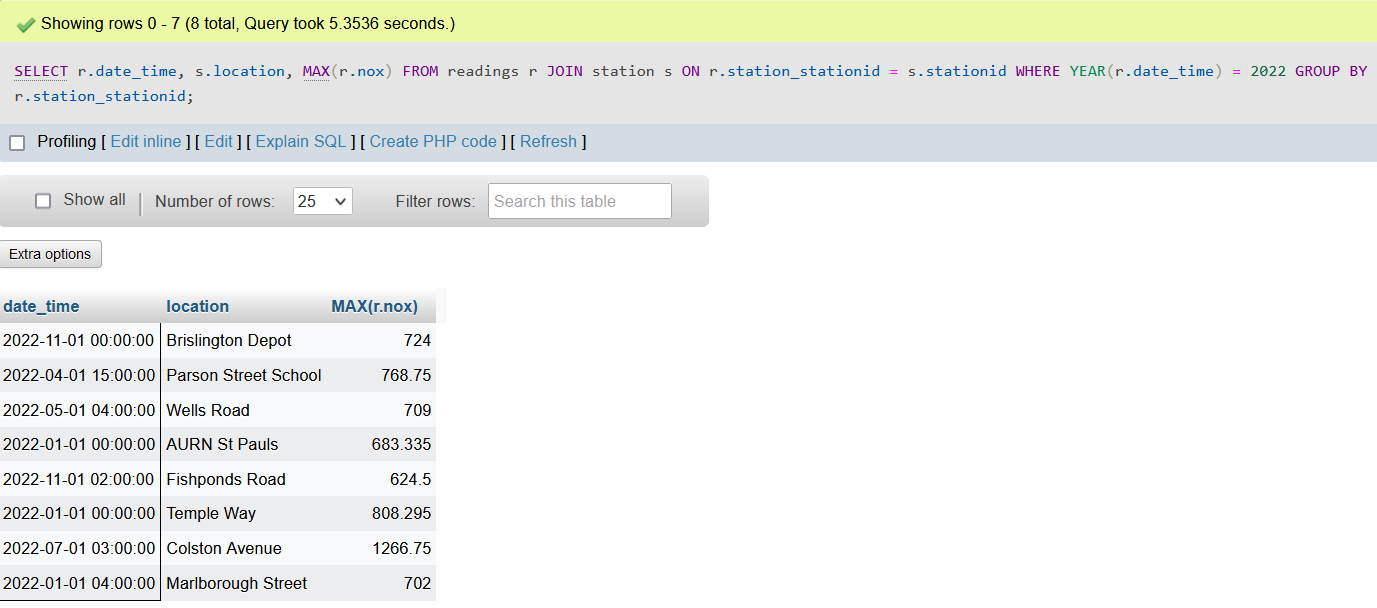 Showing rows 0 - 7 (8 total, Query took 5.3536 seconds.)
SELECT r.date_time, s.location, MAX(r.nox) FROM readings r JOIN station s ON r.station_stationid = s.stationid WHERE YEAR(r.date_time) = 2022 GROUP BY
r.station_stationid;
Profiling [ Edit inline ] [ Edit ] [ Explain SQL ] [ Create PHP code ] [ Refresh ]
Show all Number of rows: 25 Filter rows: Search this table
Extra options
date_time location MAX(r.nox)
2022-11-01 00:00:00 Brislington Depot 724
2022-04-01 15:00:00 Parson Street School 768.75
2022-05-01 04:00:00 Wells Road 709
2022-01-01 00:00:00 AURN St Pauls 683.335
2022-11-01 02:00:00 Fishponds Road 624.5
2022-01-01 00:00:00 Temple Way 808.295
2022-07-01 03:00:00 Colston Avenue 1266.75
2022-01-01 04:00:00 Marlborough Street 702